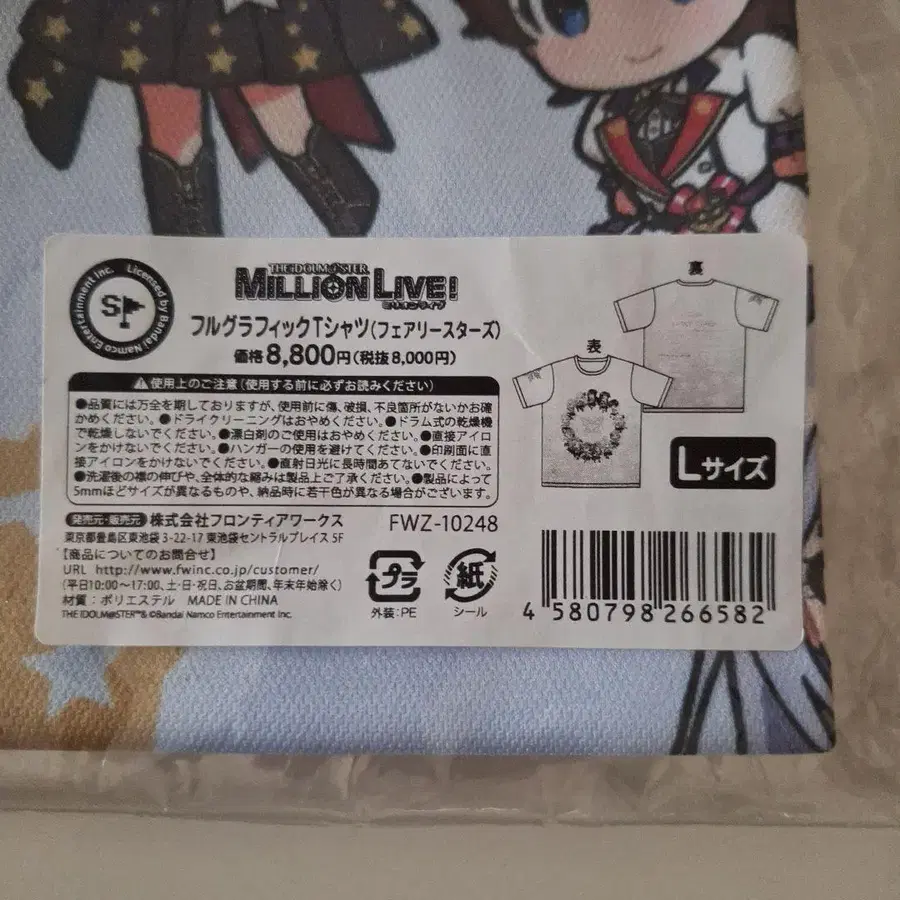 Licensed by Bandai Namco Entertainment Inc.
S
THE IDOLM@STER
MILLION LIVE!
ミリオンライブ!
フルグラフィックTシャツ(フェアリースターズ)
価格8,800円(税抜8,000円)
⚠使用上のご注意(使用する前に必ずお読みください)
●品質には万全を期しておりますが、使用前に傷、破損、不良箇所がないかお確
かめください。●ドライクリーニングはおやめください。●ドラム式の乾燥機
で乾燥しないでください。●漂白剤のご使用はおやめください。●直接アイロ
ンをかけないでください。●ハンガーの使用を避けてください。●印刷面に直
接アイロンをかけないでください。●直射日光に長時間あてないでください。
●洗濯後の襟の伸びや、全体的な縮みは製品上ご了承ください。●製品によって
5mmほどサイズが異なるものや、納品時に若干色が異なる場合がございます。
発売元・販売元 株式会社フロンティアワークス
東京都豊島区東池袋 3-22-17 東池袋セントラルプレイス 5F
【商品についてのお問合せ】
URL http://www.fwinc.co.jp/customer/
(平日10:00～17:00、土・日・祝日、お盆期間、年末年始除く)
材質：ポリエステル MADE IN CHINA
THE IDOLM@STER™& ©Bandai Namco Entertainment Inc.
FWZ-10248
プラ
外装：PE
紙
シール
裏
表
Lサイズ
4 580798 266582